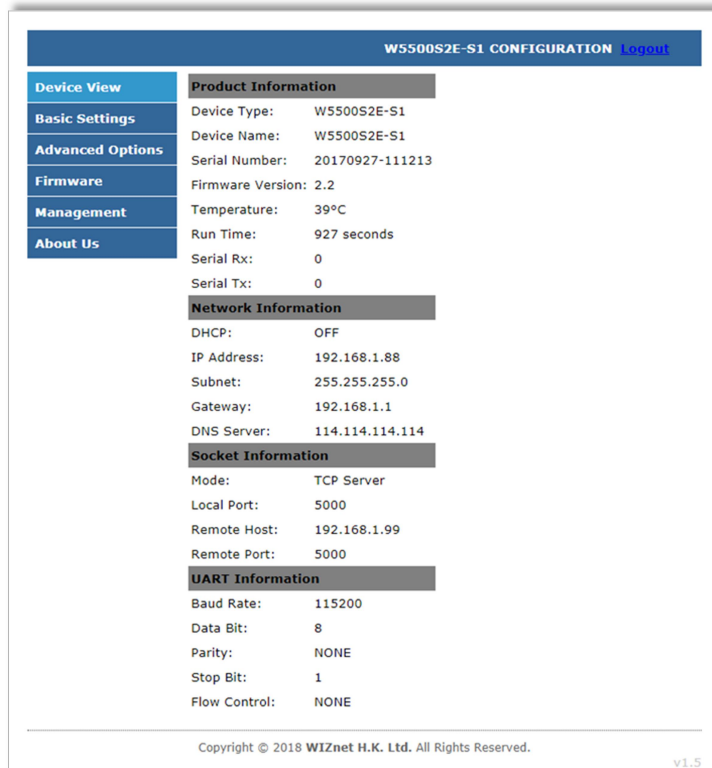 W5500S2E-S1 CONFIGURATION Logout
Device View
Basic Settings
Advanced Options
Firmware
Management
About Us
Product Information
Device Type: W5500S2E-S1
Device Name: W5500S2E-S1
Serial Number: 20170927-111213
Firmware Version: 2.2
Temperature: 39°C
Run Time: 927 seconds
Serial Rx: 0
Serial Tx: 0
Network Information
DHCP: OFF
IP Address: 192.168.1.88
Subnet: 255.255.255.0
Gateway: 192.168.1.1
DNS Server: 114.114.114.114
Socket Information
Mode: TCP Server
Local Port: 5000
Remote Host: 192.168.1.99
Remote Port: 5000
UART Information
Baud Rate: 115200
Data Bit: 8
Parity: NONE
Stop Bit: 1
Flow Control: NONE
Copyright © 2018 WIZnet H.K. Ltd. All Rights Reserved.
v1.5